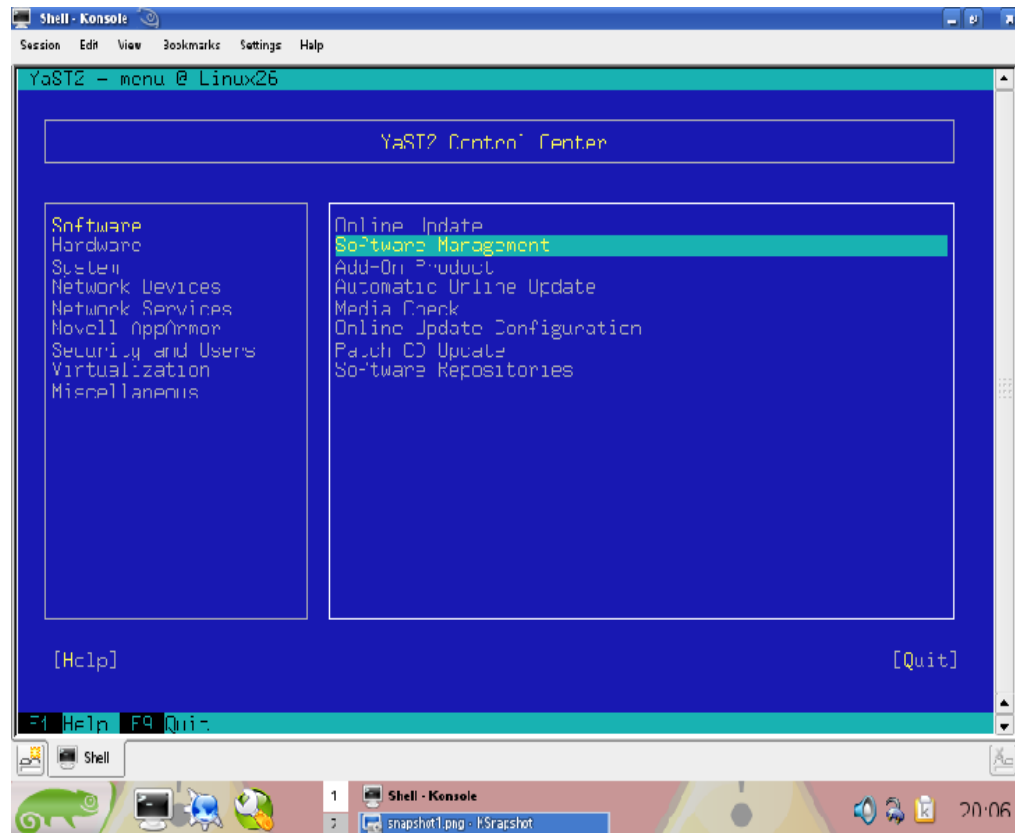 Shell - Konsole
Session Edit View Bookmarks Settings Help
YaST2 - menu @ Linux26
YaST2 Control Center
Software
Hardware
System
Network Devices
Network Services
Novell AppArmor
Security and Users
Virtualization
Miscellaneous
Online Update
Software Management
Add-On Product
Automatic Online Update
Media Check
Online Update Configuration
Patch CD Update
Software Repositories
[Help] [Quit]
F1 Help F9 Quit
Shell
1 Shell - Konsole
2 snapshot1.png - KSnapshot
20:06